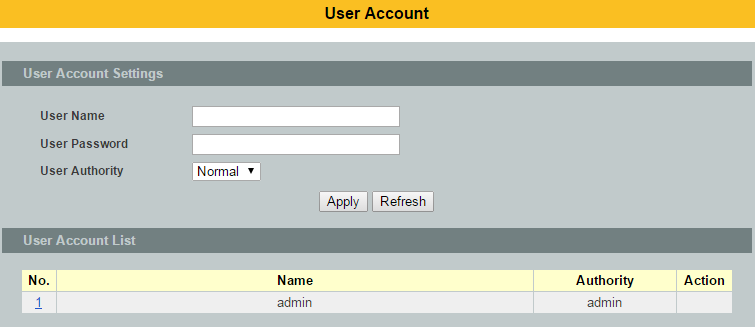 User Account
User Account Settings
User Name
User Password
User Authority Normal
Apply Refresh
User Account List
No. Name Authority Action
1 admin admin